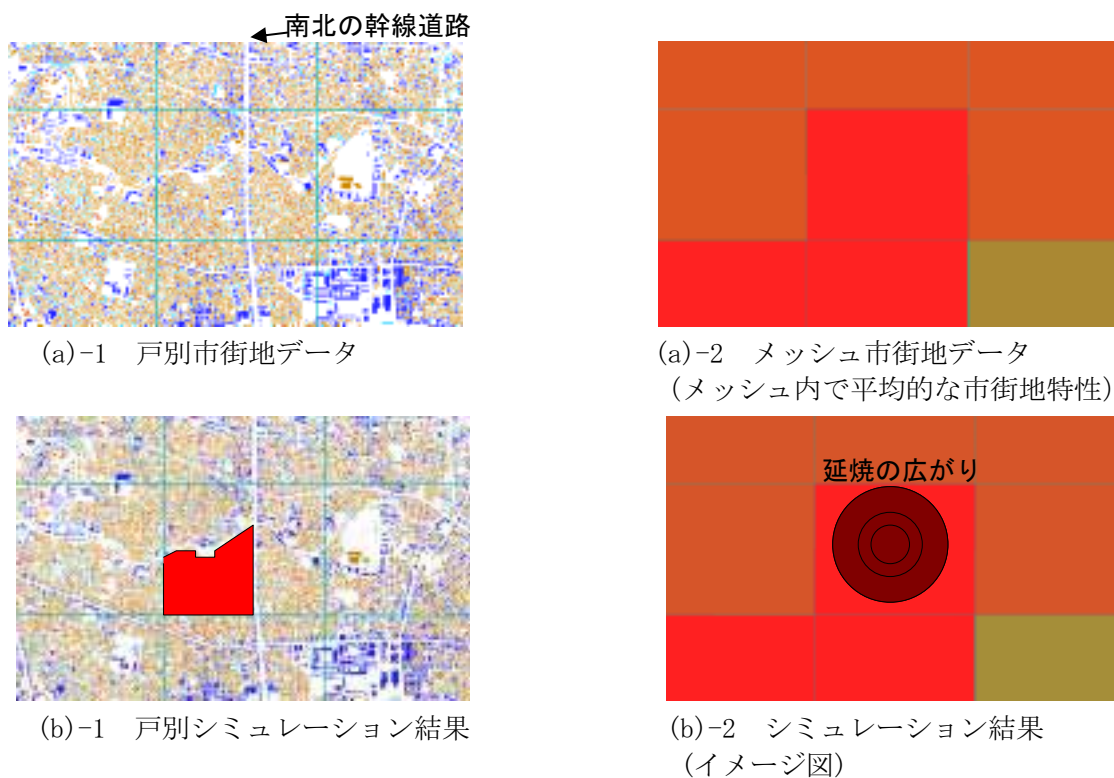 南北の幹線道路
(a)-1　戸別市街地データ
(a)-2　メッシュ市街地データ
(メッシュ内で平均的な市街地特性)
延焼の広がり
(b)-1　戸別シミュレーション結果
(b)-2　シミュレーション結果
(イメージ図)